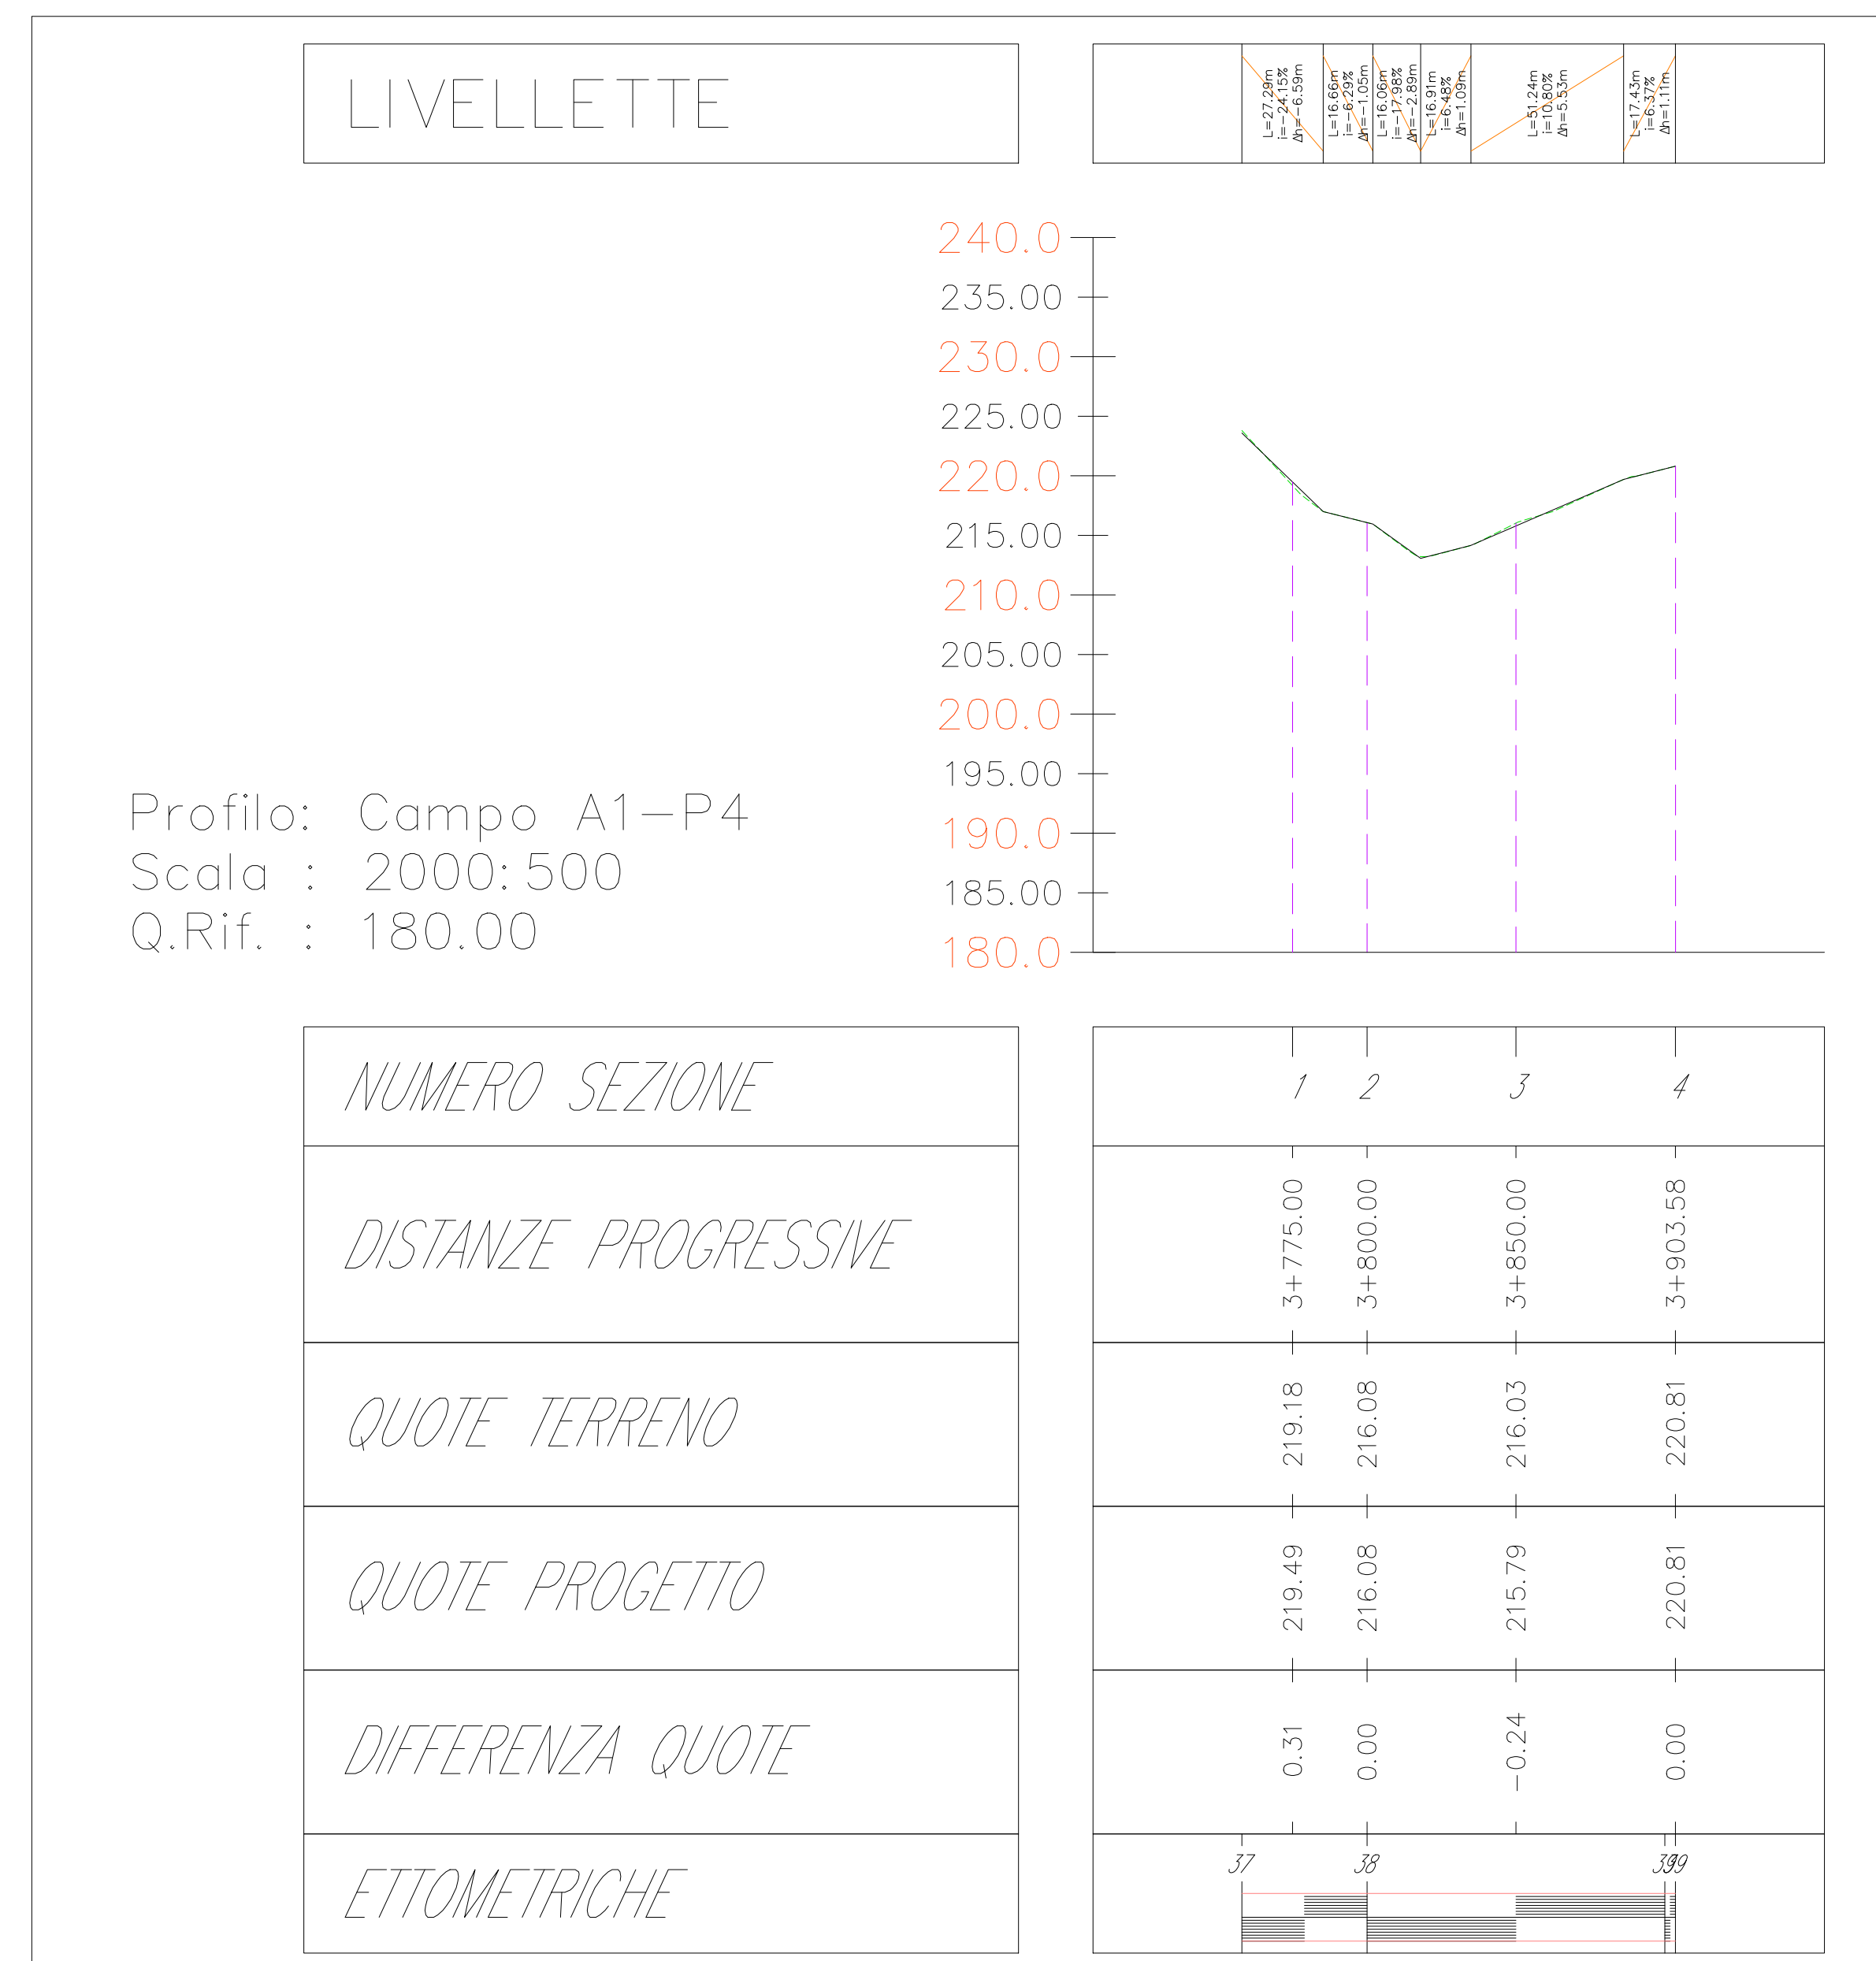 LIVELLETTE
L=27.29m
i=-24.15%
Δh=-6.59m
L=16.66m
i=-6.29%
Δh=-1.05m
L=16.06m
i=-17.98%
Δh=-2.89m
L=16.91m
i=6.48%
Δh=1.09m
L=51.24m
i=10.80%
Δh=5.53m
L=17.43m
i=6.37%
Δh=1.11m
240.0
235.00
230.0
225.00
220.0
215.00
210.0
205.00
200.0
195.00
190.0
185.00
180.0
Profilo: Campo A1-P4
Scala : 2000:500
Q.Rif. : 180.00
NUMERO SEZIONE 1 2 3 4
DISTANZE PROGRESSIVE 3+775.00 3+800.00 3+850.00 3+903.58
QUOTE TERRENO 219.18 216.08 216.03 220.81
QUOTE PROGETTO 219.49 216.08 215.79 220.81
DIFFERENZA QUOTE 0.31 0.00 -0.24 0.00
ETTOMETRICHE 37 38 39 39